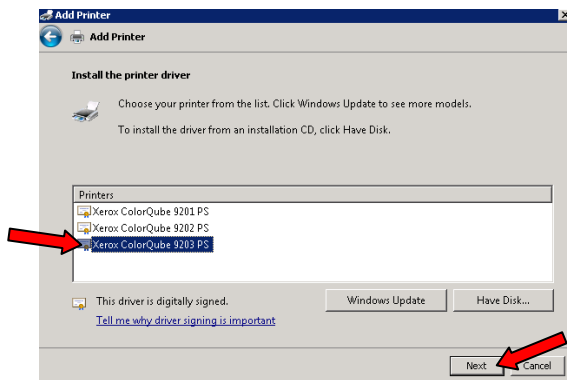 Add Printer
Add Printer
Install the printer driver
Choose your printer from the list. Click Windows Update to see more models.
To install the driver from an installation CD, click Have Disk.
Printers
Xerox ColorQube 9201 PS
Xerox ColorQube 9202 PS
Xerox ColorQube 9203 PS
This driver is digitally signed.
Windows Update
Have Disk...
Tell me why driver signing is important
Next
Cancel